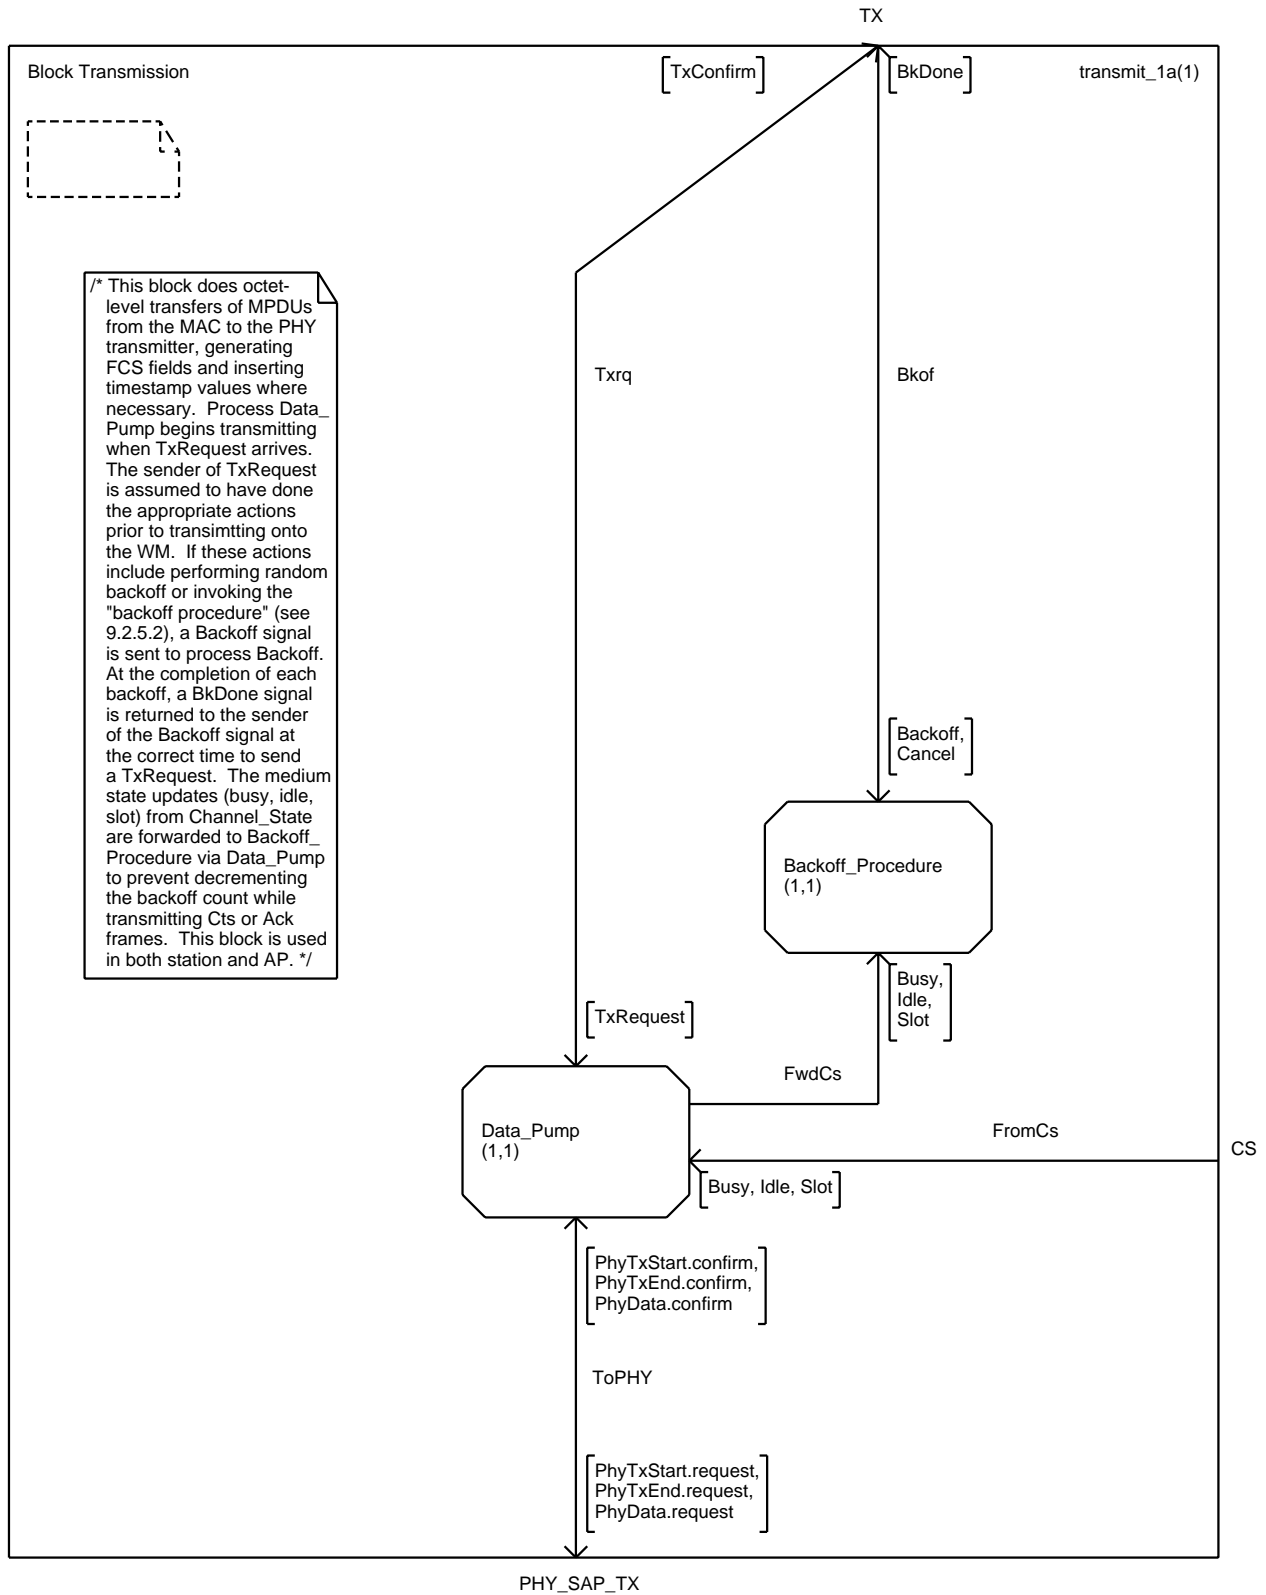 TX
Block Transmission
[TxConfirm]
[BkDone]
transmit_1a(1)
/* This block does octet-
level transfers of MPDUs
from the MAC to the PHY
transmitter, generating
FCS fields and inserting
timestamp values where
necessary.  Process Data_
Pump begins transmitting
when TxRequest arrives.
The sender of TxRequest
is assumed to have done
the appropriate actions
prior to transimtting onto
the WM.  If these actions
include performing random
backoff or invoking the
"backoff procedure" (see
9.2.5.2), a Backoff signal
is sent to process Backoff.
At the completion of each
backoff, a BkDone signal
is returned to the sender
of the Backoff signal at
the correct time to send
a TxRequest.  The medium
state updates (busy, idle,
slot) from Channel_State
are forwarded to Backoff_
Procedure via Data_Pump
to prevent decrementing
the backoff count while
transmitting Cts or Ack
frames.  This block is used
in both station and AP. */
Txrq
Bkof
Backoff,
Cancel
Backoff_Procedure
(1,1)
Busy,
Idle,
Slot
[TxRequest]
FwdCs
Data_Pump
(1,1)
FromCs
CS
[Busy, Idle, Slot]
PhyTxStart.confirm,
PhyTxEnd.confirm,
PhyData.confirm
ToPHY
PhyTxStart.request,
PhyTxEnd.request,
PhyData.request
PHY_SAP_TX